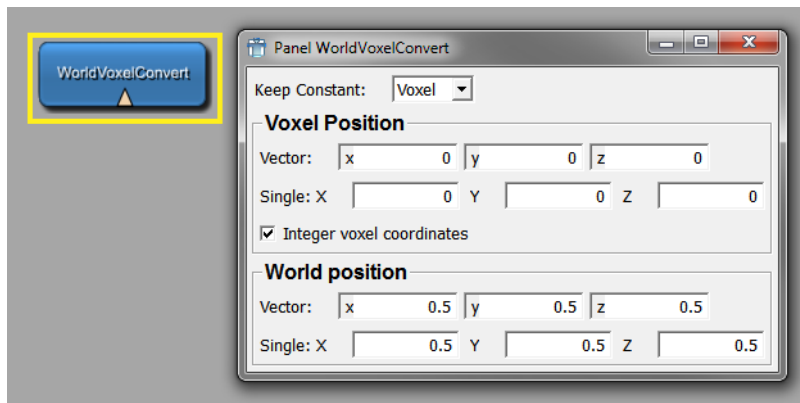 WorldVoxelConvert
Panel WorldVoxelConvert
Keep Constant: Voxel
Voxel Position
Vector: x 0 y 0 z 0
Single: X 0 Y 0 Z 0
Integer voxel coordinates
World position
Vector: x 0.5 y 0.5 z 0.5
Single: X 0.5 Y 0.5 Z 0.5